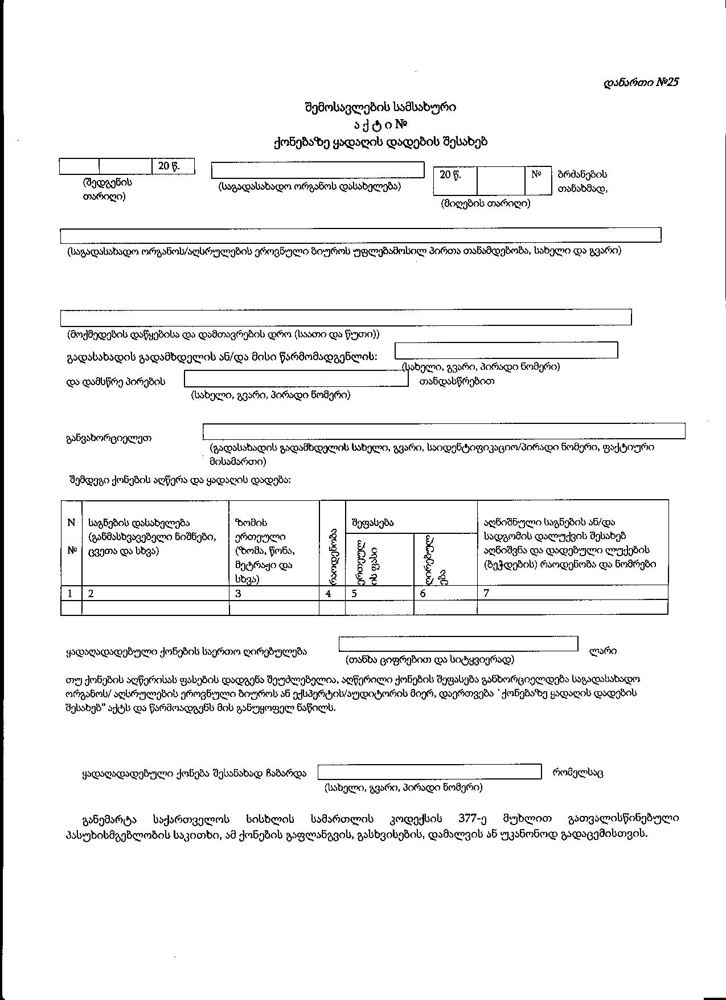 დანართი №25
შემოსავლების სამსახური
ა ქ ტ ი №
ქონებაზე ყადაღის დადების შესახებ
20 წ.
(შედგენის
თარიღი)
(საგადასახადო ორგანოს დასახელება)
20 წ. № ბრძანების
თანახმად,
(მიღების თარიღი)
(საგადასახადო ორგანოს/აღსრულების ეროვნული ბიუროს უფლებამოსილ პირთა თანამდებობა, სახელი და გვარი)
(მოქმედების დაწყებისა და დამთავრების დრო (საათი და წუთი))
გადასახადის გადამხდელის ან/და მისი წარმომადგენლის:
(სახელი, გვარი, პირადი ნომერი)
და დამსწრე პირების თანდასწრებით
(სახელი, გვარი, პირადი ნომერი)
განვახორციელეთ
(გადასახადის გადამხდელის სახელი, გვარი, საიდენტიფიკაციო/პირადი ნომერი, ფაქტიური
მისამართი)
შემდეგი ქონების აღწერა და ყადაღის დადება:
N
№
საგნების დასახელება
(განმასხვავებელი ნიშნები,
ცვეთა და სხვა)
ზომის
ერთეული
(ზომა, წონა,
მეტრაჟი და
სხვა)
რაოდენობა
შეფასება
ერთეულ
ის ფასი
ღირებულ
ება
აღნიშნული საგნების ან/და
სადგომის დალუქვის შესახებ
აღნიშვნა და დადებული ლუქების
(ბეჭდების) რაოდენობა და ნომრები
1 2 3 4 5 6 7
ყადაღადადებული ქონების საერთო ღირებულება ლარი
(თანხა ციფრებით და სიტყვიერად)
თუ ქონების აღწერისას ფასების დადგენა შეუძლებელია, აღწერილი ქონების შეფასება განხორციელდება საგადასახადო
ორგანოს/ აღსრულების ეროვნული ბიუროს ან ექსპერტის/აუდიტორის მიერ, დაერთვება ‘ ქონებაზე ყადაღის დადების
შესახებ” აქტს და წარმოადგენს მის განუყოფელ ნაწილს.
ყადაღადადებული ქონება შესანახად ჩაბარდა რომელსაც
(სახელი, გვარი, პირადი ნომერი)
განემარტა საქართველოს სისხლის სამართლის კოდექსის 377-ე მუხლით გათვალისწინებული
პასუხისმგებლობის საკითხი, ამ ქონების გაფლანგვის, გასხვისების, დამალვის ან უკანონოდ გადაცემისთვის.